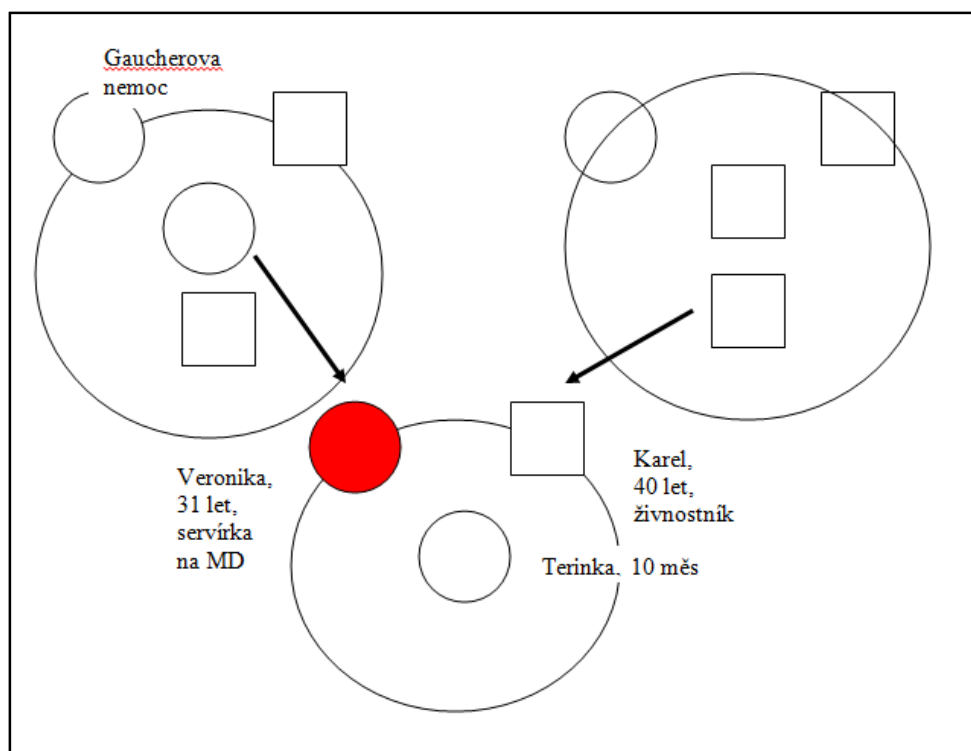 Gaucherova
nemoc
Veronika,
31 let,
servírka
na MD
Karel,
40 let,
živnostník
Terinka, 10 měs